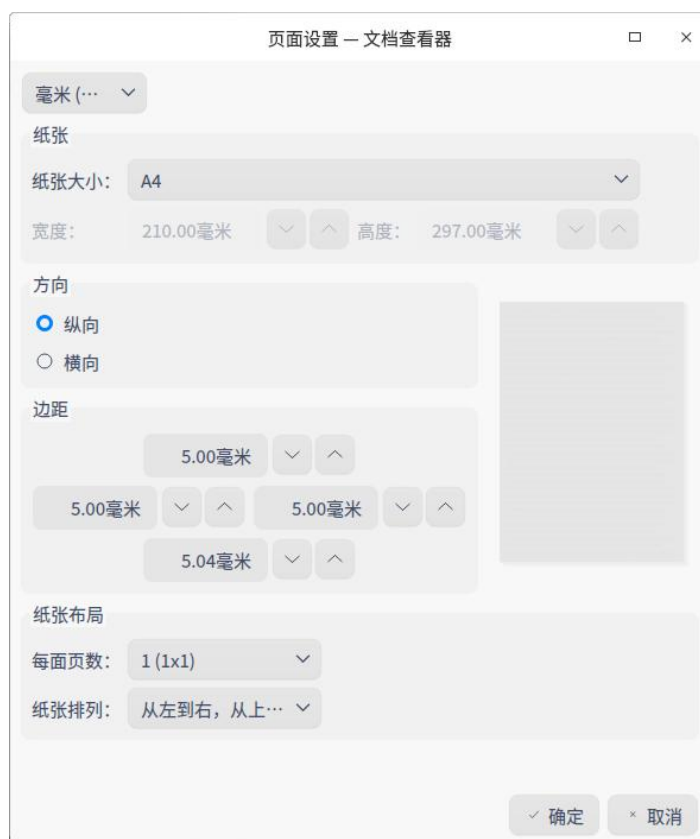 页面设置 — 文档查看器
毫米 (…
纸张
纸张大小： A4
宽度： 210.00毫米 高度： 297.00毫米
方向
纵向
横向
边距
5.00毫米
5.00毫米 5.00毫米
5.04毫米
纸张布局
每面页数： 1 (1x1)
纸张排列： 从左到右，从上…
确定 取消